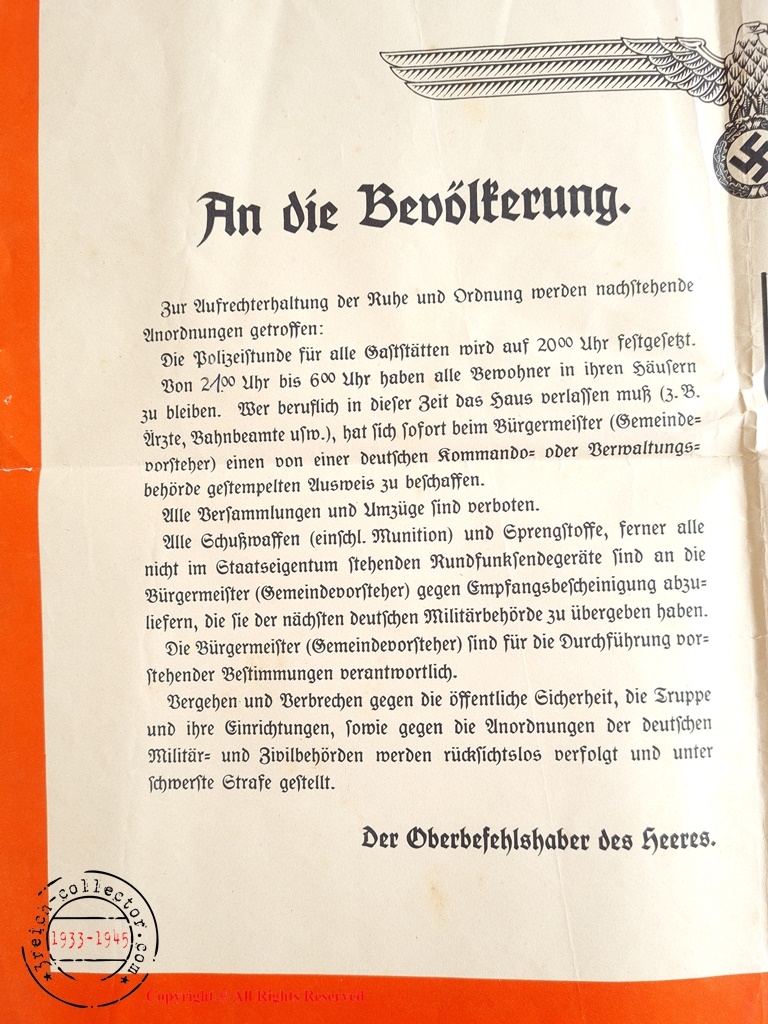 An die Bevölkerung.
Zur Aufrechterhaltung der Ruhe und Ordnung werden nachstehende
Anordnungen getroffen:
Die Polizeistunde für alle Gaststätten wird auf 20⁰⁰ Uhr festgesetzt.
Von 21⁰⁰ Uhr bis 6⁰⁰ Uhr haben alle Bewohner in ihren Häusern
zu bleiben. Wer beruflich in dieser Zeit das Haus verlassen muß (z. B.
Ärzte, Bahnbeamte usw.), hat sich sofort beim Bürgermeister (Gemeinde-
vorsteher) einen von einer deutschen Kommando- oder Verwaltungs-
behörde gestempelten Ausweis zu beschaffen.
Alle Versammlungen und Umzüge sind verboten.
Alle Schußwaffen (einschl. Munition) und Sprengstoffe, ferner alle
nicht im Staatseigentum stehenden Rundfunksendegeräte sind an die
Bürgermeister (Gemeindevorsteher) gegen Empfangsbescheinigung abzu-
liefern, die sie der nächsten deutschen Militärbehörde zu übergeben haben.
Die Bürgermeister (Gemeindevorsteher) sind für die Durchführung vor-
stehender Bestimmungen verantwortlich.
Vergehen und Verbrechen gegen die öffentliche Sicherheit, die Truppe
und ihre Einrichtungen, sowie gegen die Anordnungen der deutschen
Militär- und Zivilbehörden werden rücksichtslos verfolgt und unter
schwerste Strafe gestellt.
Der Oberbefehlshaber des Heeres.
3reich-collector.com
1933-1945
Copyright © All Rights Reserved